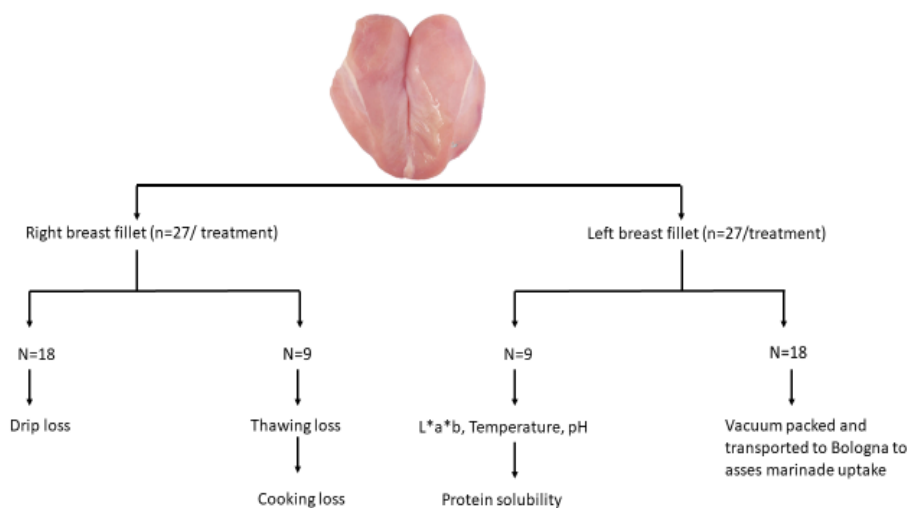 Right breast fillet (n=27/ treatment)
Left breast fillet (n=27/treatment)
N=18
N=9
N=9
N=18
Drip loss
Thawing loss
L*a*b, Temperature, pH
Vacuum packed and
transported to Bologna to
asses marinade uptake
Cooking loss
Protein solubility